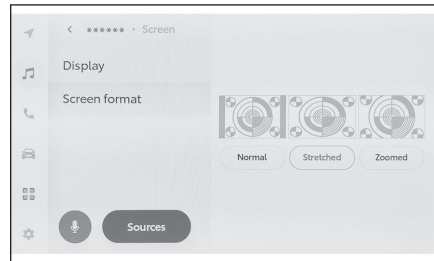 ****** • Screen
Display
Screen format
Normal Stretched Zoomed
Sources